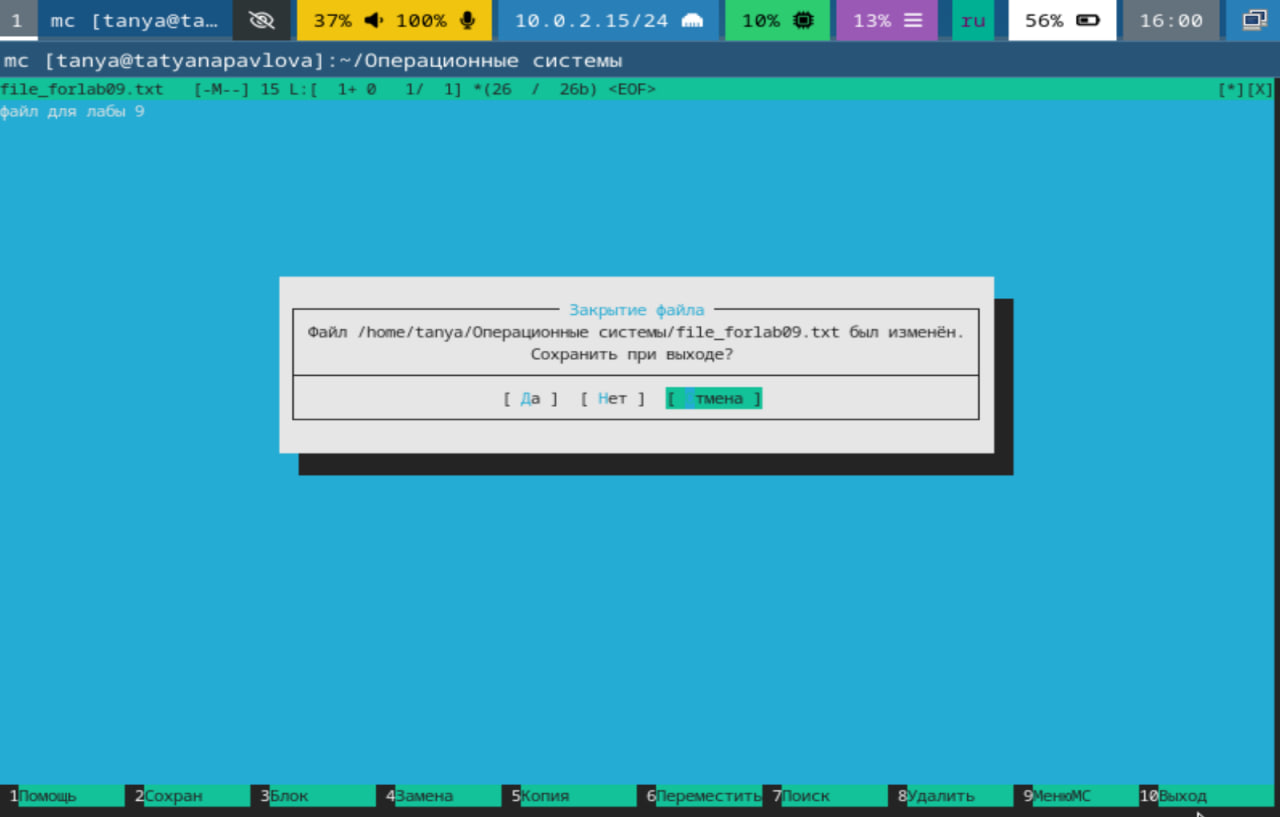 1 mc [tanya@ta… 37% 100% 10.0.2.15/24 10% 13% ru 56% 16:00
mc [tanya@tatyanapavlova]:~/Операционные системы
file_forlab09.txt [-M--] 15 L:[ 1+ 0 1/ 1] *(26 / 26b) <EOF> [*][X]
файл для лабы 9
Закрытие файла
Файл /home/tanya/Операционные системы/file_forlab09.txt был изменён.
Сохранить при выходе?
[ Да ] [ Нет ] [ тмена ]
1Помощь 2Сохран 3Блок 4Замена 5Копия 6Переместить 7Поиск 8Удалить 9МенюMC 10Выход